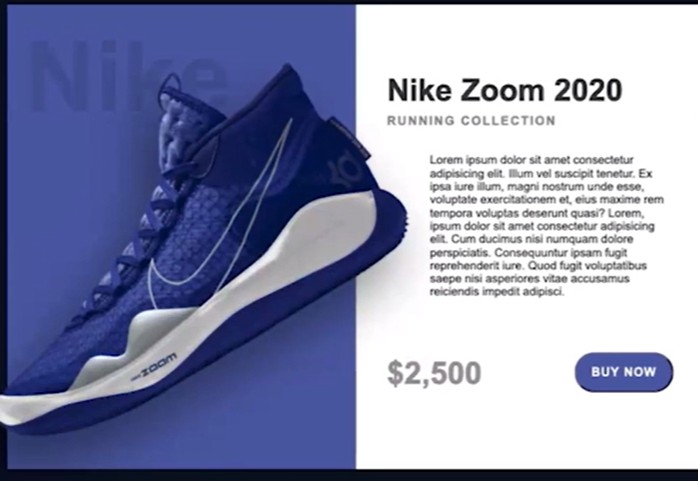 Nike
Nike Zoom 2020
RUNNING COLLECTION
Lorem ipsum dolor sit amet consectetur
adipisicing elit. Illum vel suscipit tenetur. Ex
ipsa iure illum, magni nostrum unde esse,
voluptate exercitationem et, eius maxime rem
tempora voluptas deserunt quasi? Lorem,
ipsum dolor sit amet consectetur adipisicing
elit. Cum ducimus nisi numquam dolore
perspiciatis. Consequuntur ipsam fugit
reprehenderit iure. Quod fugit voluptatibus
saepe nisi asperiores vitae accusamus
reiciendis impedit adipisci.
ZOOM
$2,500
BUY NOW